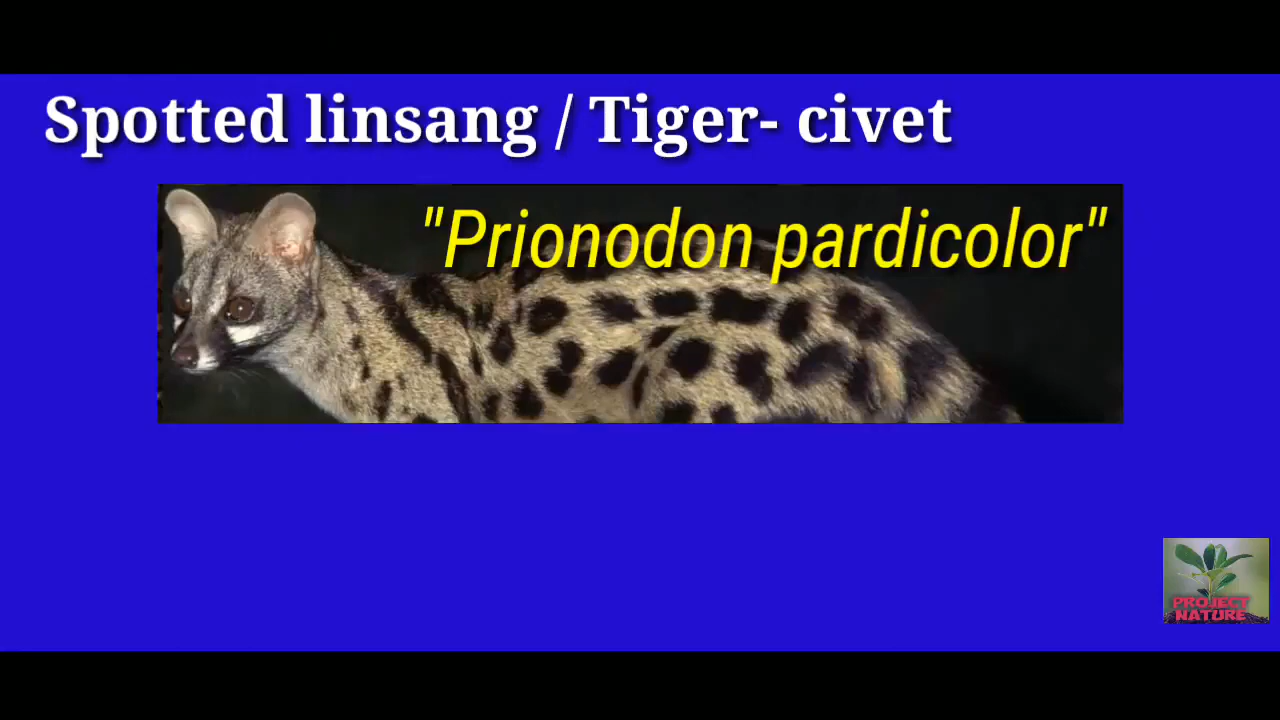 Spotted linsang / Tiger- civet
"Prionodon pardicolor"
PROJECT
NATURE